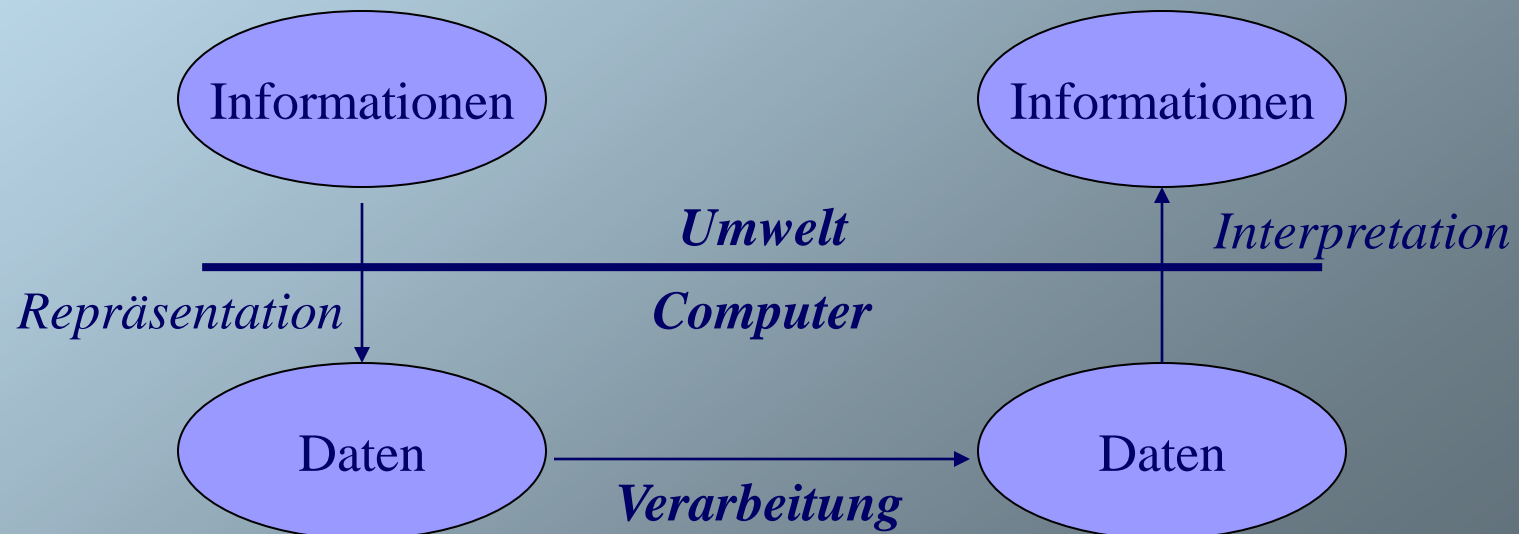 Informationen
Informationen
Umwelt
Interpretation
Repräsentation
Computer
Daten
Daten
Verarbeitung